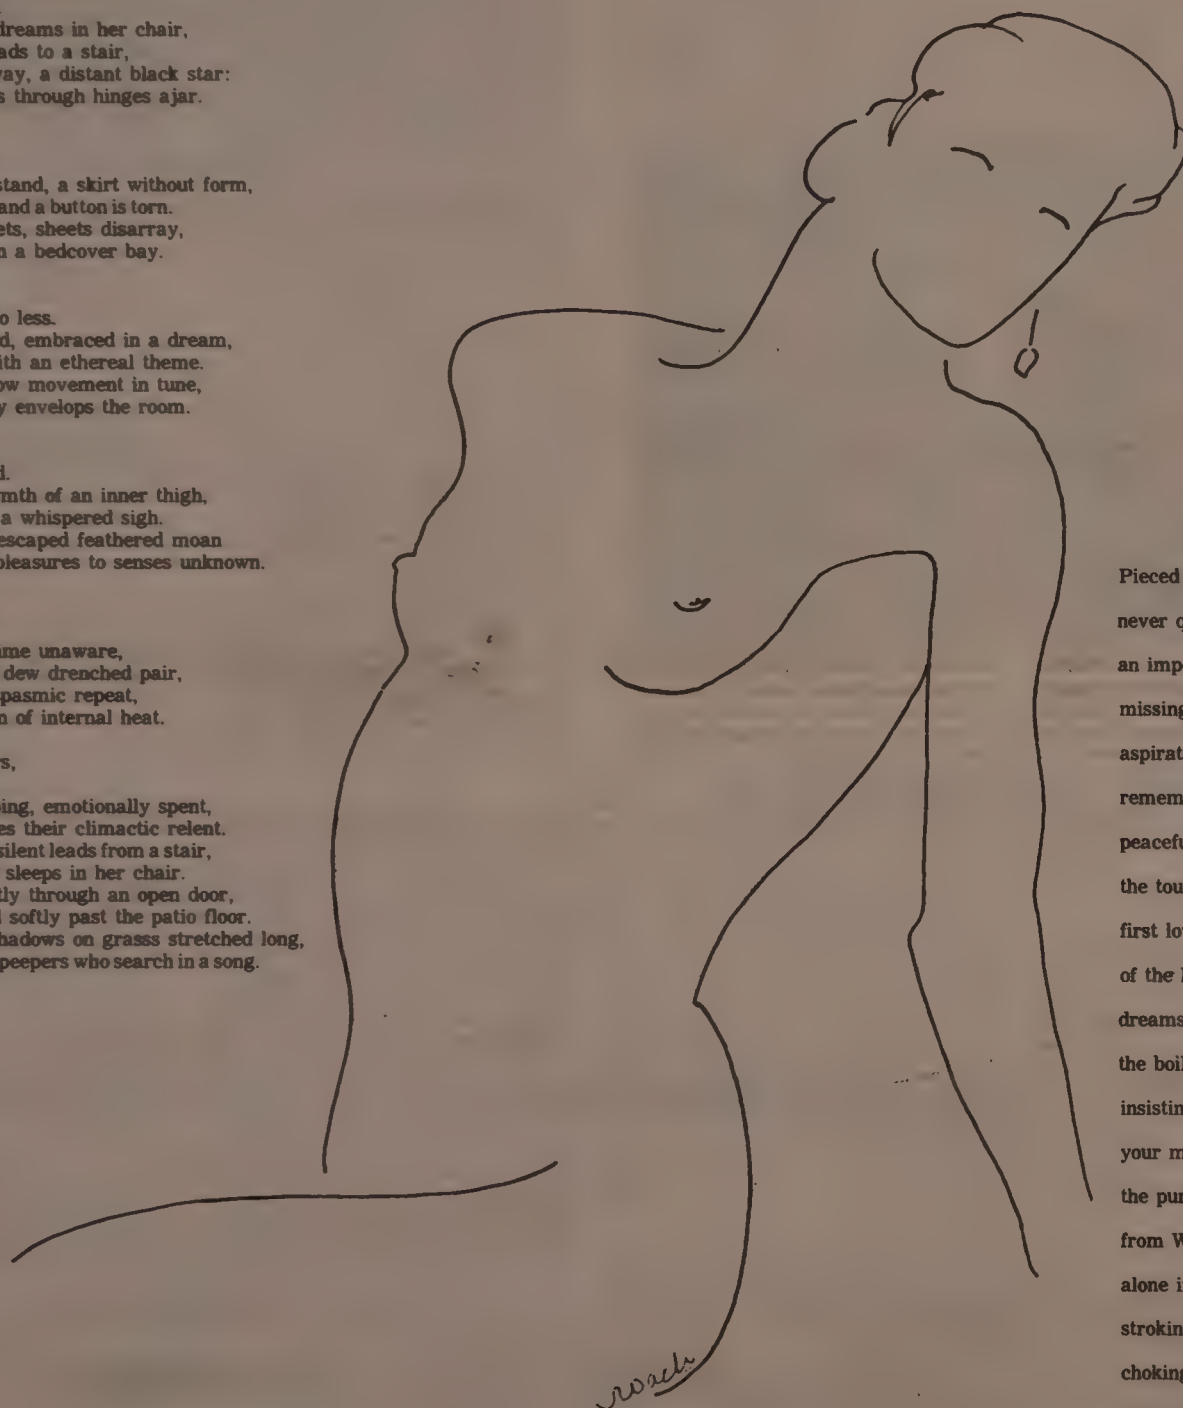 dreams in her chair,
ads to a stair,
ay, a distant black star:
s through hinges ajar.
stand, a skirt without form,
and a button is torn.
ets, sheets disarray,
n a bedcover bay.
o less.
d, embraced in a dream,
ith an ethereal theme.
ow movement in tune,
y envelops the room.
d.
mth of an inner thigh,
a whispered sigh.
escaped feathered moan
pleasures to senses unknown.
ame unaware,
dew drenched pair,
spasmic repeat,
n of internal heat.
rs,
ing, emotionally spent,
es their climactic relent.
silent leads from a stair,
sleeps in her chair.
tly through an open door,
softly past the patio floor.
hadows on grasss stretched long,
peepers who search in a song.
Pieced
never q
an imp
missing
aspirat
remem
peacefu
the tou
first lo
of the
dreams
the boil
insistin
your m
the pur
from W
alone i
strokin
choking
roach